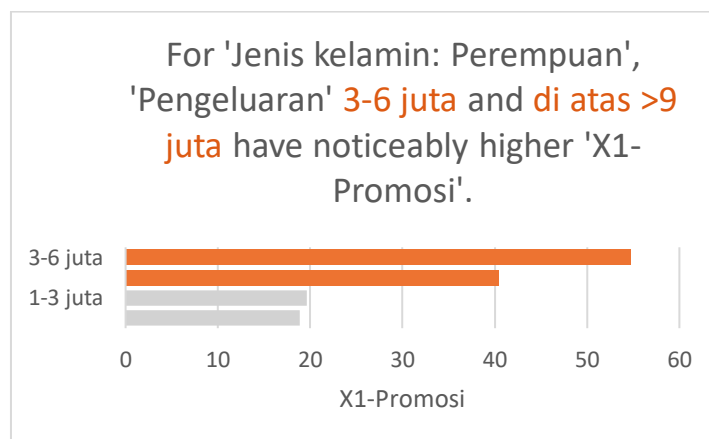 For 'Jenis kelamin: Perempuan',
'Pengeluaran' 3-6 juta and di atas >9
juta have noticeably higher 'X1-
Promosi'.
3-6 juta
1-3 juta
0 10 20 30 40 50 60
X1-Promosi